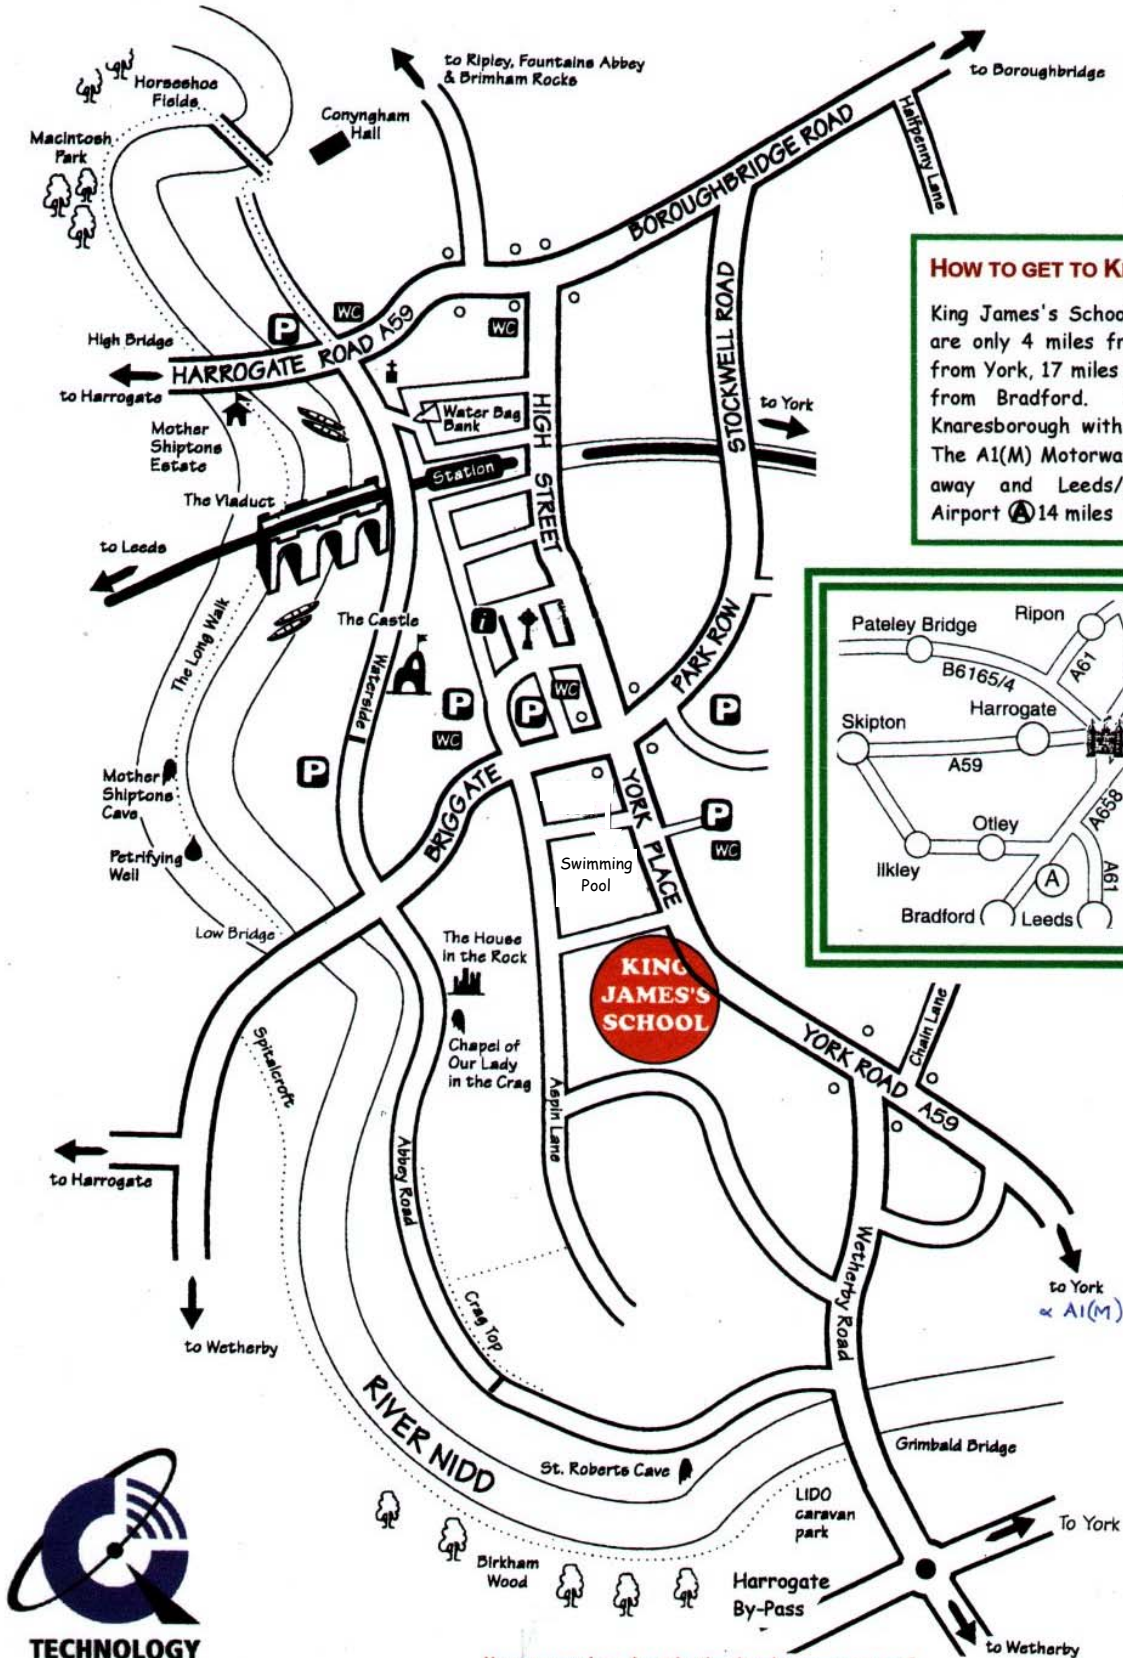 to Ripley, Fountains Abbey
& Brimham Rocks
to Boroughbridge
Horseshoe
Fields
Conyngham
Hall
Macintosh
Park
BOROUGHBRIDGE ROAD
Halfpenny Lane
HOW TO GET TO K
King James's School
are only 4 miles fr
from York, 17 miles
from Bradford.
Knaresborough with
The A1(M) Motorwa
away and Leeds/
Airport A 14 miles
High Bridge
P
WC
WC
HARROGATE ROAD A59
to Harrogate
STOCKWELL ROAD
Mother
Shiptons
Estate
Water Bag
Bank
HIGH STREET
to York
Station
The Viaduct
to Leeds
The Long Walk
The Castle
i
Waterside
PARK ROW
WC
P
P
P
WC
P
Pateley Bridge
Ripon
B6165/4
A61
Harrogate
Skipton
A59
A658
Otley
Ilkley
A
A61
Bradford
Leeds
Mother
Shiptons
Cave
Petrifying
Well
BRIGGATE
YORK PLACE
P
WC
Swimming
Pool
Low Bridge
The House
in the Rock
KING
JAMES'S
SCHOOL
Chapel of
Our Lady
in the Crag
Chain Lane
YORK ROAD A59
Spitalcroft
Aspin Lane
Abbey Road
to Harrogate
Wetherby Road
to York
∝ A1(M)
to Wetherby
Crag Top
RIVER NIDD
Grimbald Bridge
St. Roberts Cave
LIDO
caravan
park
To York
Birkham
Wood
Harrogate
By-Pass
to Wetherby
TECHNOLOGY